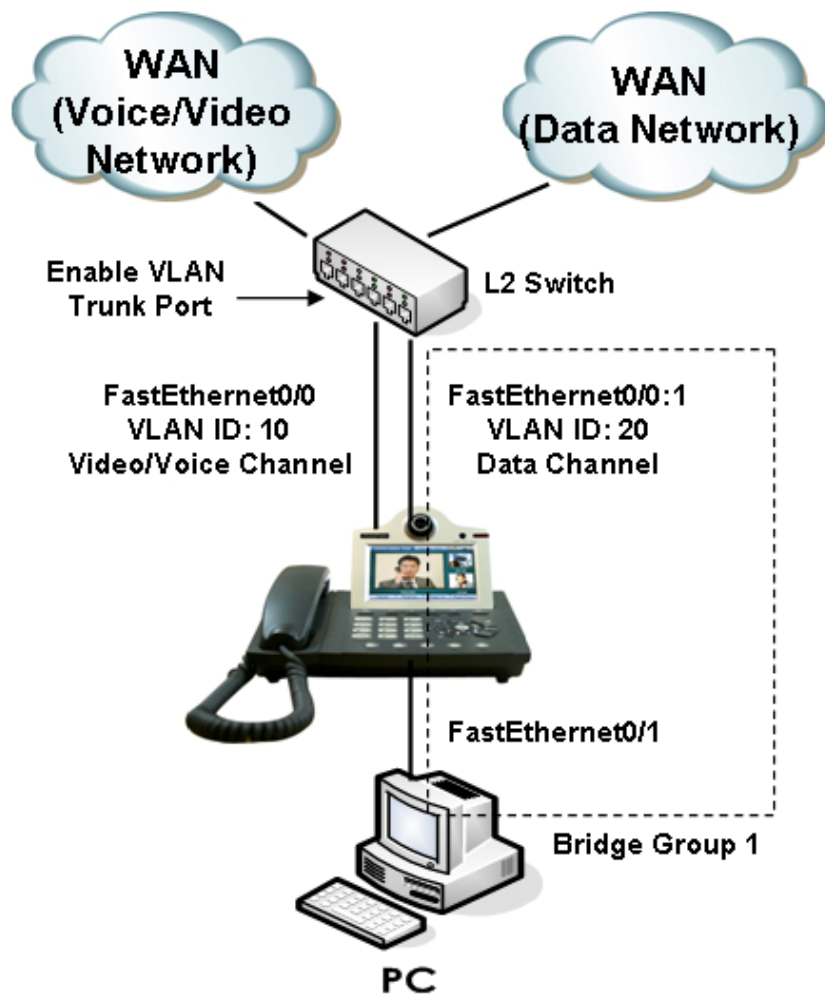 WAN
(Voice/Video
Network)
WAN
(Data Network)
Enable VLAN
Trunk Port
L2 Switch
FastEthernet0/0
VLAN ID: 10
Video/Voice Channel
FastEthernet0/0:1
VLAN ID: 20
Data Channel
FastEthernet0/1
Bridge Group 1
PC